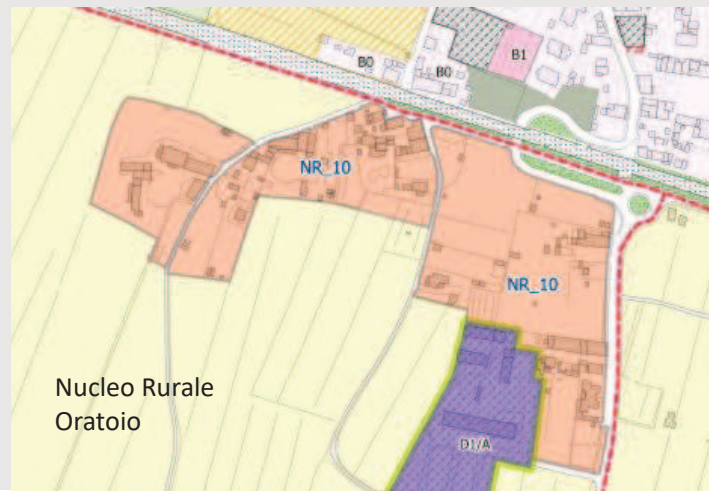 B1
B0
B0
NR_10
NR_10
Nucleo Rurale
Oratoio
D1/A